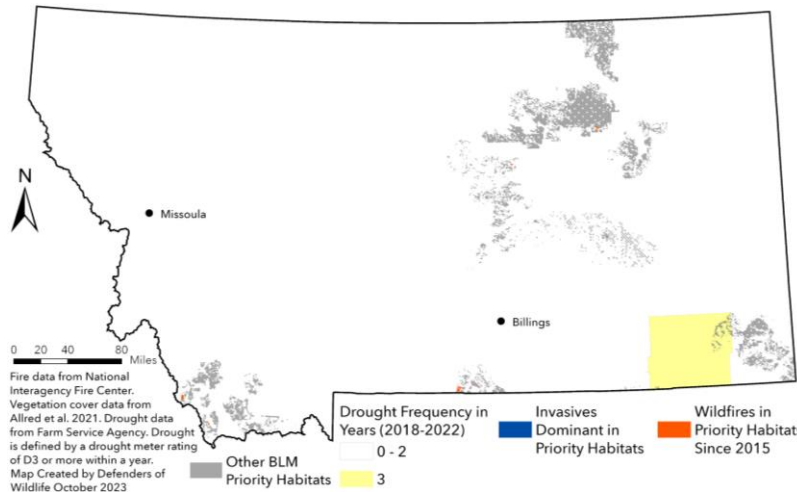 N
Missoula
Billings
0 20 40 80
Miles
Fire data from National
Interagency Fire Center.
Vegetation cover data from
Allred et al. 2021. Drought data
from Farm Service Agency. Drought
is defined by a drought meter rating
of D3 or more within a year.
Map Created by Defenders of
Wildlife October 2023
Other BLM
Priority Habitats
Drought Frequency in
Years (2018-2022)
0 - 2
3
Invasives
Dominant in
Priority Habitats
Wildfires in
Priority Habitats
Since 2015